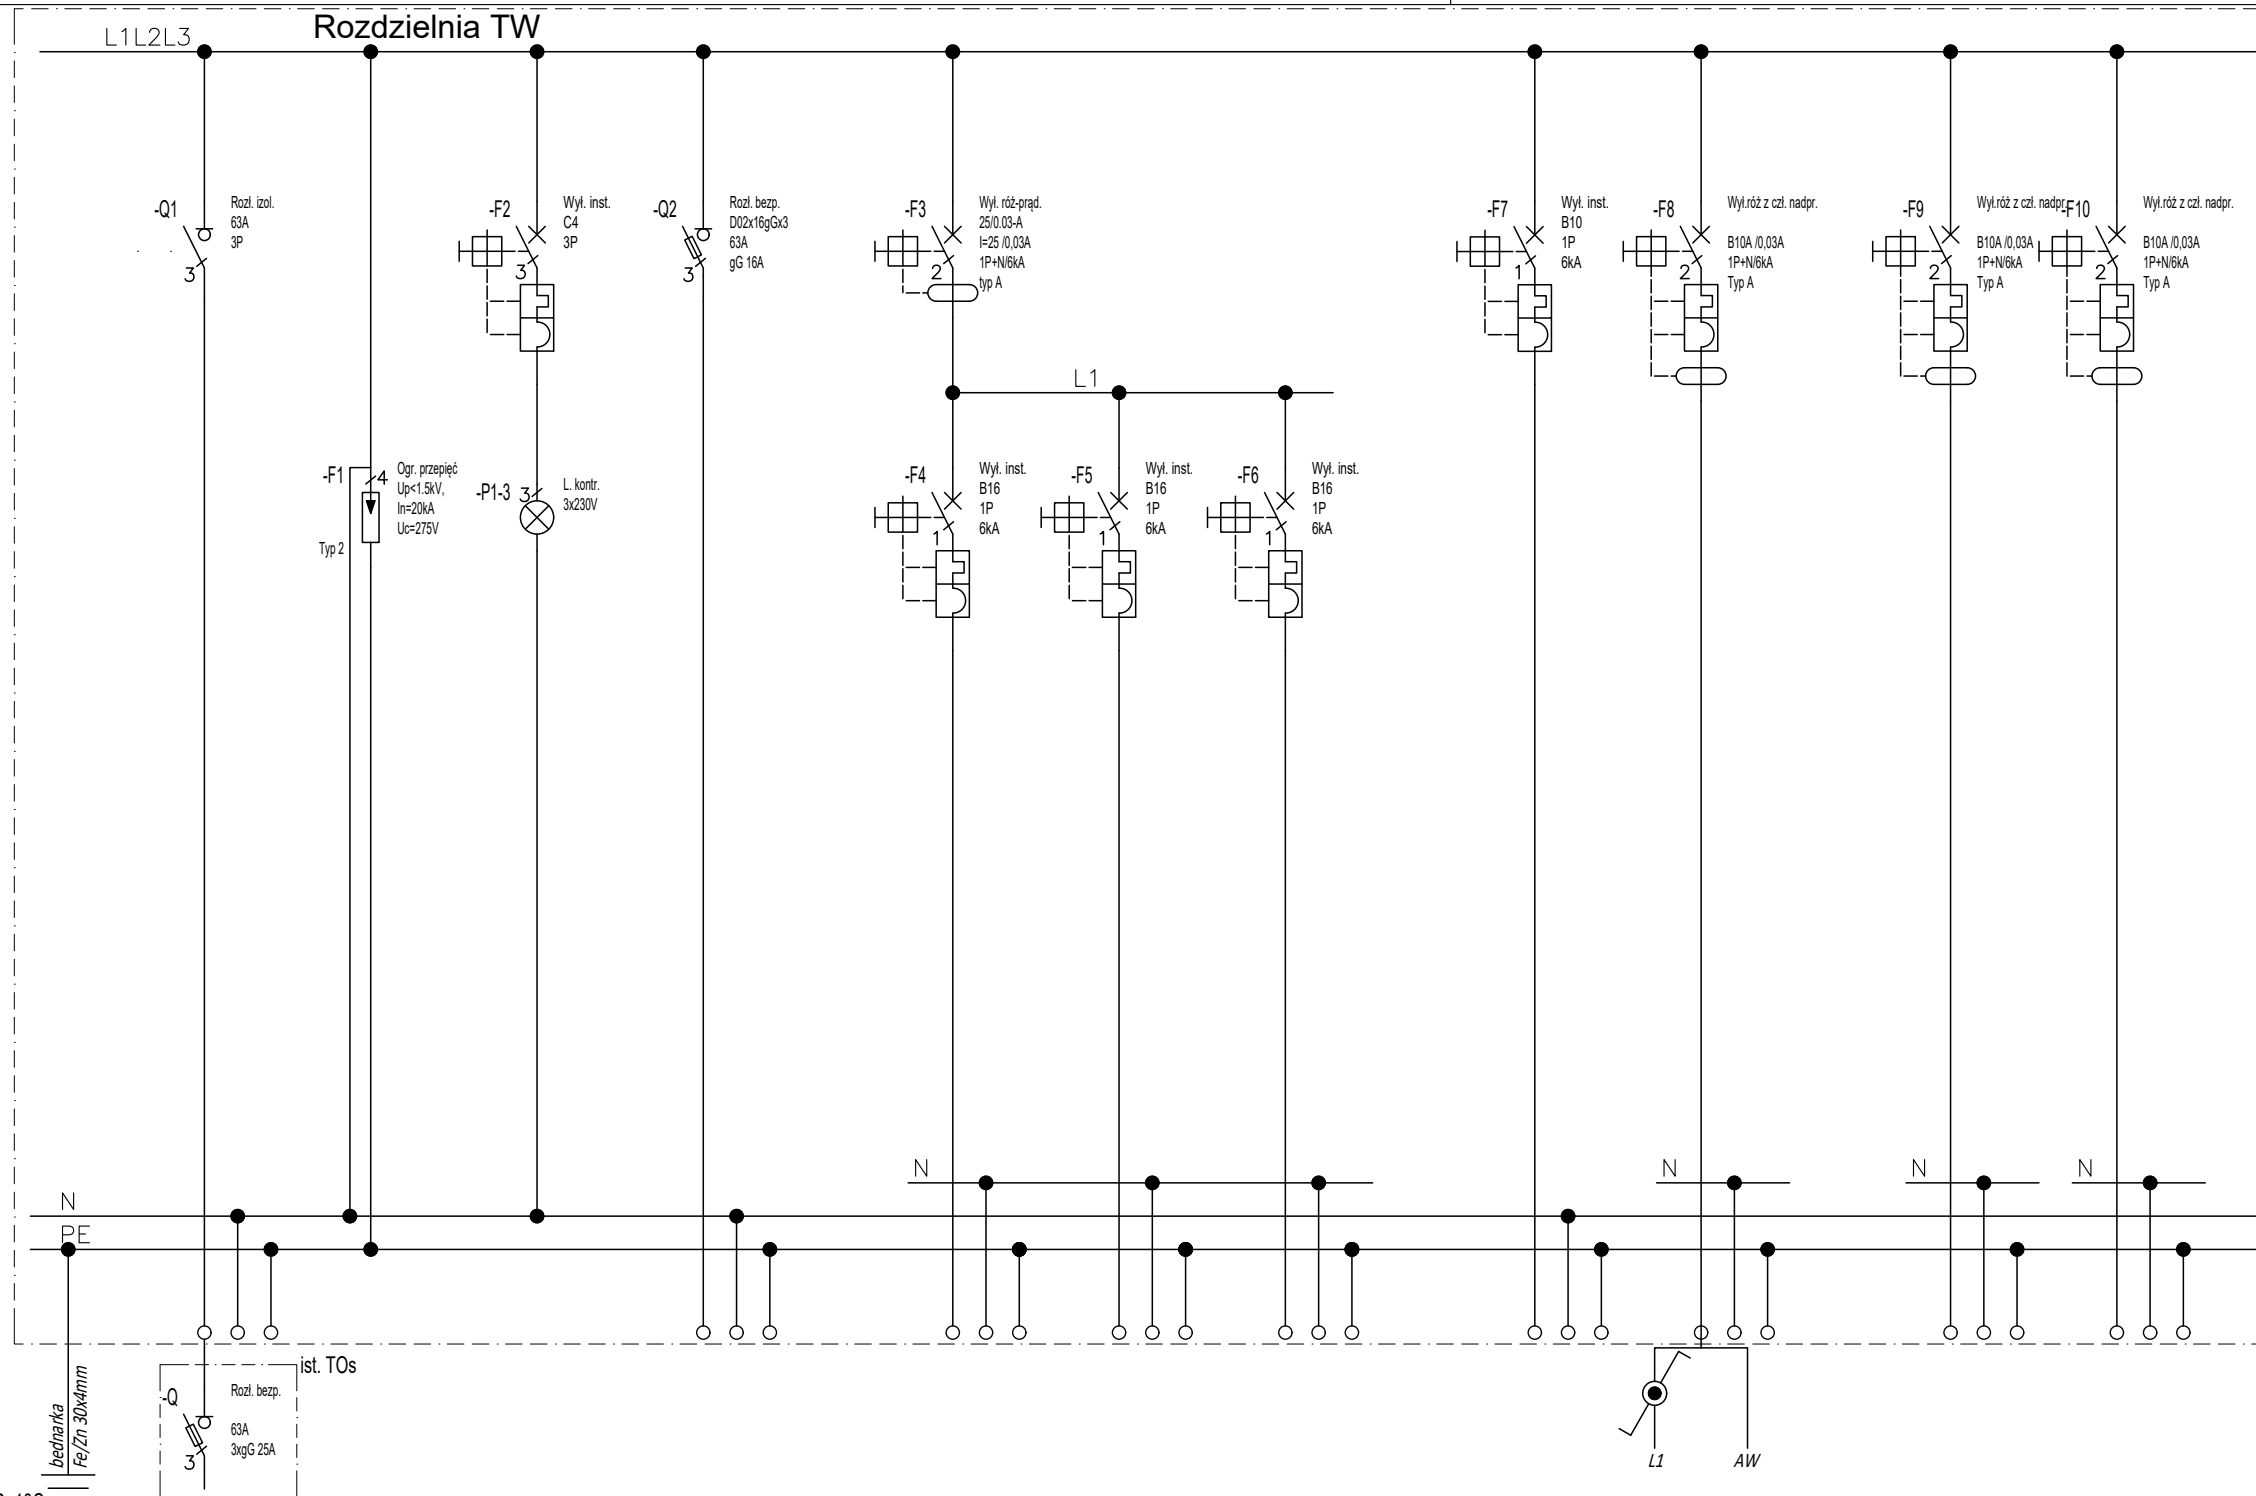 Rozdzielnia TW
L1L2L3
-Q1
Rozł. izol.
63A
3P
3
-F1
4
Ogr. przepięć
Up<1.5kV,
In=20kA
Uc=275V
Typ 2
-F2
Wył. inst.
C4
3P
3
-P1-3
3
L. kontr.
3x230V
-Q2
Rozł. bezp.
D02x16gGx3
63A
gG 16A
3
-F3
Wył. róż-prąd.
25/0.03-A
I=25 /0,03A
1P+N/6kA
typ A
2
L1
-F4
Wył. inst.
B16
1P
6kA
1
-F5
Wył. inst.
B16
1P
6kA
1
-F6
Wył. inst.
B16
1P
6kA
1
-F7
Wył. inst.
B10
1P
6kA
1
-F8
Wył.róż z czł. nadpr.
B10A /0,03A
1P+N/6kA
Typ A
2
-F9
Wył.róż z czł. nadpr.
B10A /0,03A
1P+N/6kA
Typ A
2
-F10
Wył.róż z czł. nadpr.
B10A /0,03A
1P+N/6kA
Typ A
2
N
N
N
N
N
PE
bednarka
Fe/Zn 30x4mm
ist. TOs
-Q
Rozł. bezp.
63A
3xgG 25A
3
L1
AW